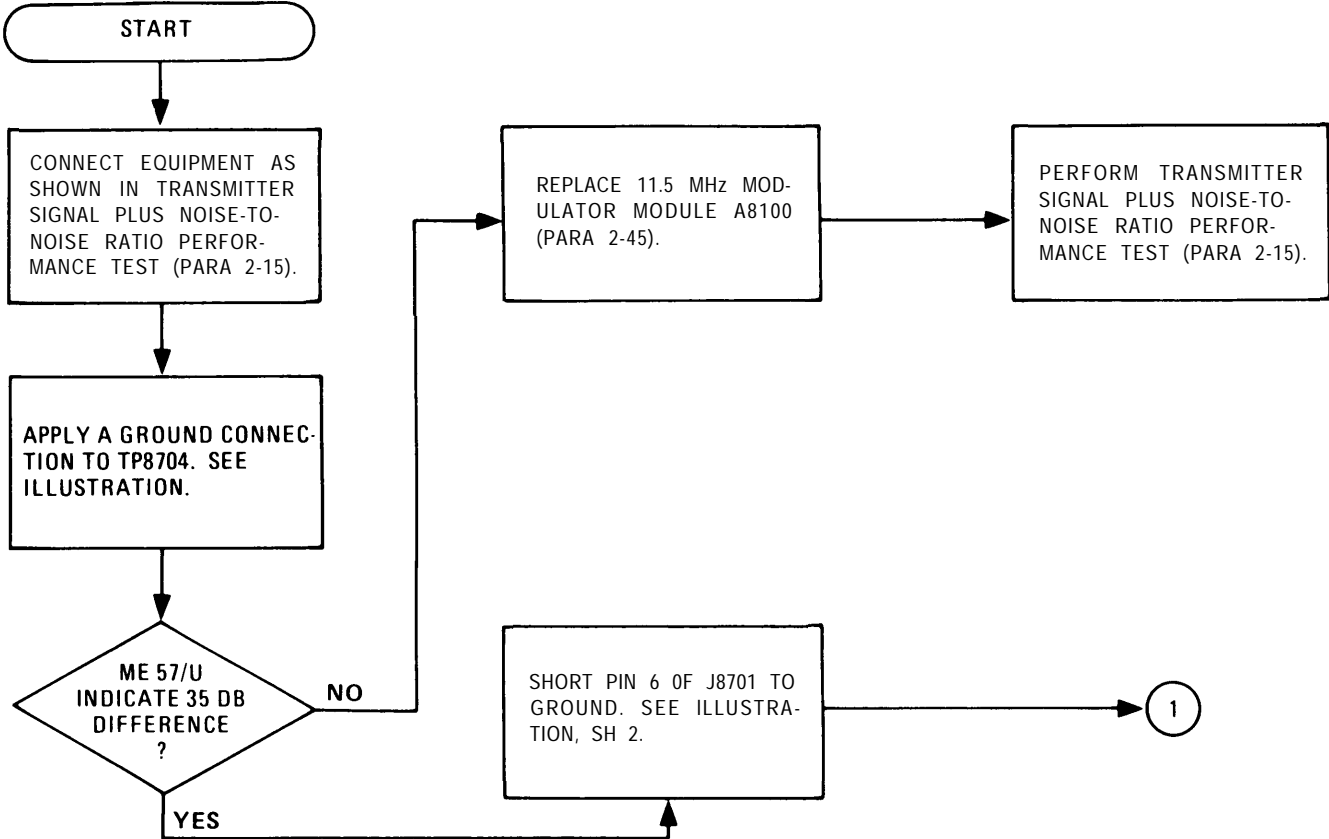 START
CONNECT EQUIPMENT AS
SHOWN IN TRANSMITTER
SIGNAL PLUS NOISE-TO-
NOISE RATIO PERFOR-
MANCE TEST (PARA 2-15).
APPLY A GROUND CONNEC-
TION TO TP8704. SEE
ILLUSTRATION.
ME 57/U
INDICATE 35 DB
DIFFERENCE
?
NO
YES
REPLACE 11.5 MHz MOD-
ULATOR MODULE A8100
(PARA 2-45).
PERFORM TRANSMITTER
SIGNAL PLUS NOISE-TO-
NOISE RATIO PERFOR-
MANCE TEST (PARA 2-15).
SHORT PIN 6 0F J8701 TO
GROUND. SEE ILLUSTRA-
TION, SH 2.
1